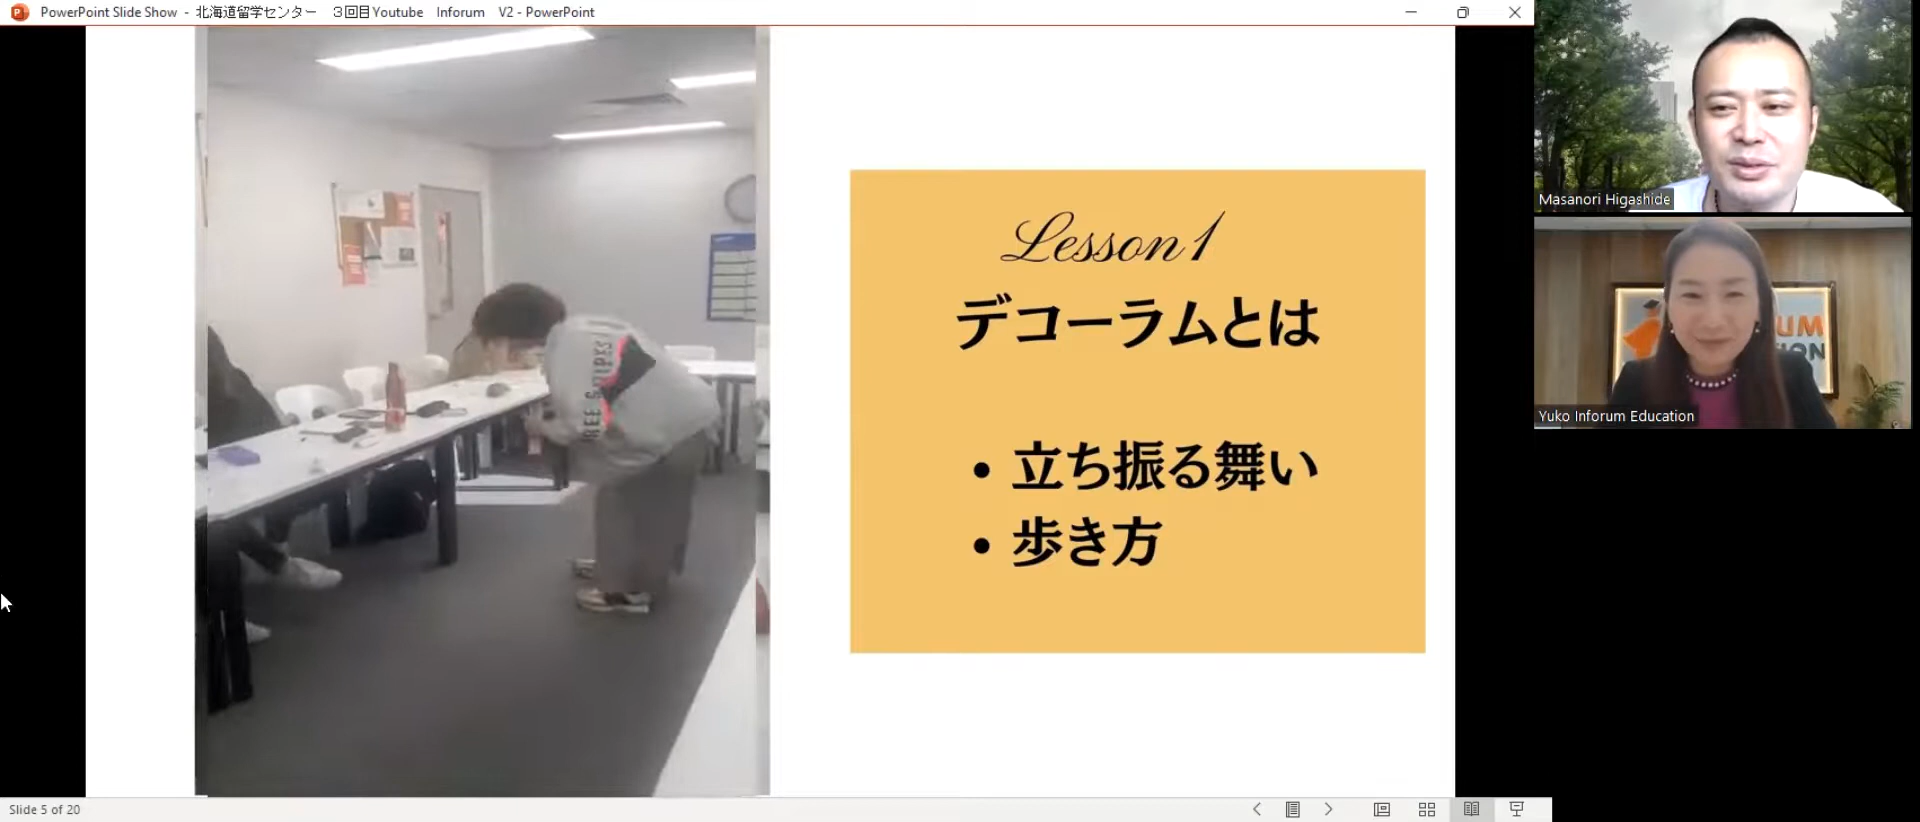 PowerPoint Slide Show - 北海道留学センター　3回目Youtube　Inforum　V2 - PowerPoint
Lesson1
デコーラムとは
• 立ち振る舞い
• 歩き方
Masanori Higashide
Yuko Inforum Education
Slide 5 of 20